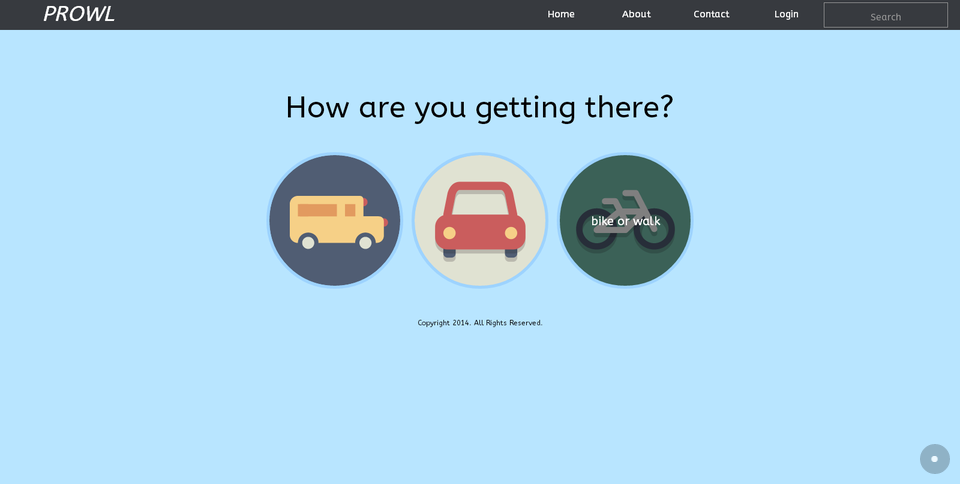 PROWL Home About Contact Login Search
How are you getting there?
bike or walk
Copyright 2014. All Rights Reserved.